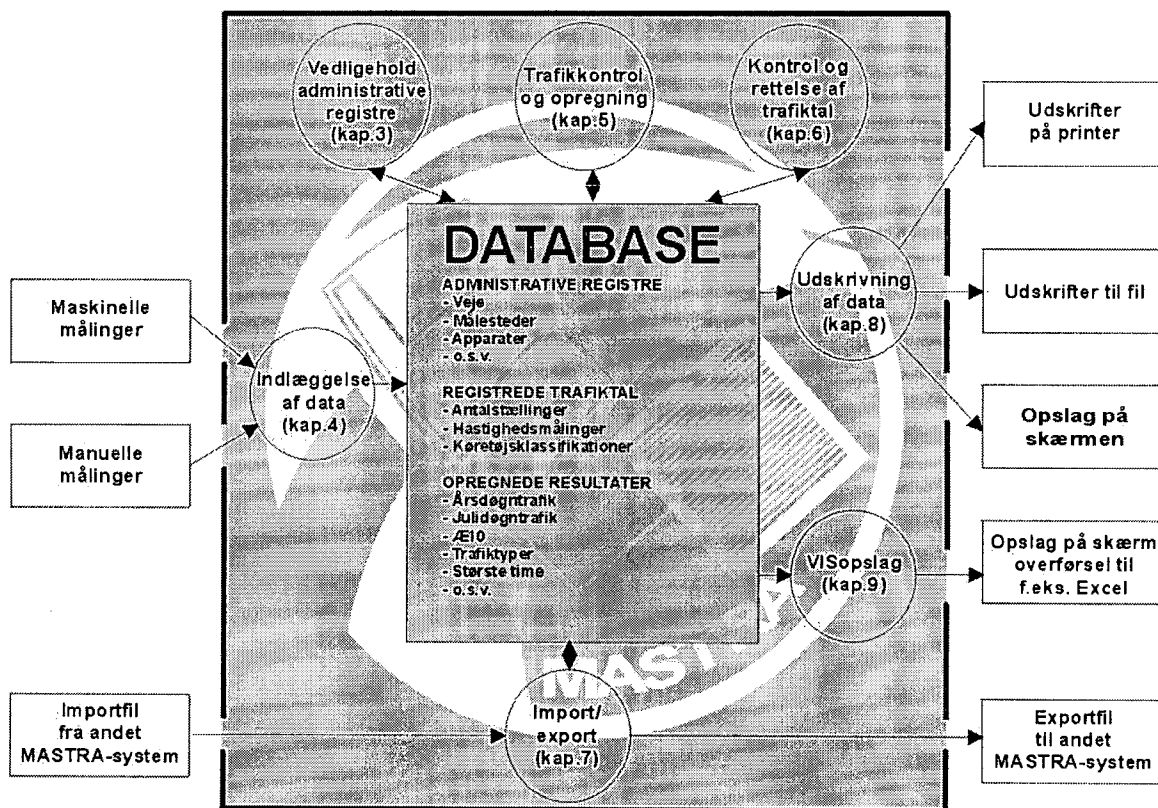 Vedligehold
administrative
registre
(kap.3)
Trafikkontrol
og opregning
(kap.5)
Kontrol og
rettelse af
trafiktal
(kap.6)
Udskrifter
på printer
DATABASE
ADMINISTRATIVE REGISTRE
- Veje
- Målesteder
- Apparater
- o.s.v.
REGISTREDE TRAFIKTAL
- Antalstællinger
- Hastighedsmålinger
- Køretøjsklassifikationer
OPREGNEDE RESULTATER
- Årsdøgntrafik
- Julidøgntrafik
- Æ10
- Trafiktyper
- Største time
- o.s.v.
Maskinelle
målinger
Manuelle
målinger
Indlæggelse
af data
(kap.4)
Udskrivning
af data
(kap.8)
Udskrifter til fil
Opslag på
skærmen
VISopslag
(kap.9)
Opslag på skærm
overførsel til
f.eks. Excel
MASTRA
Importfil
fra andet
MASTRA-system
Import/
export
(kap.7)
Exportfil
til andet
MASTRA-system